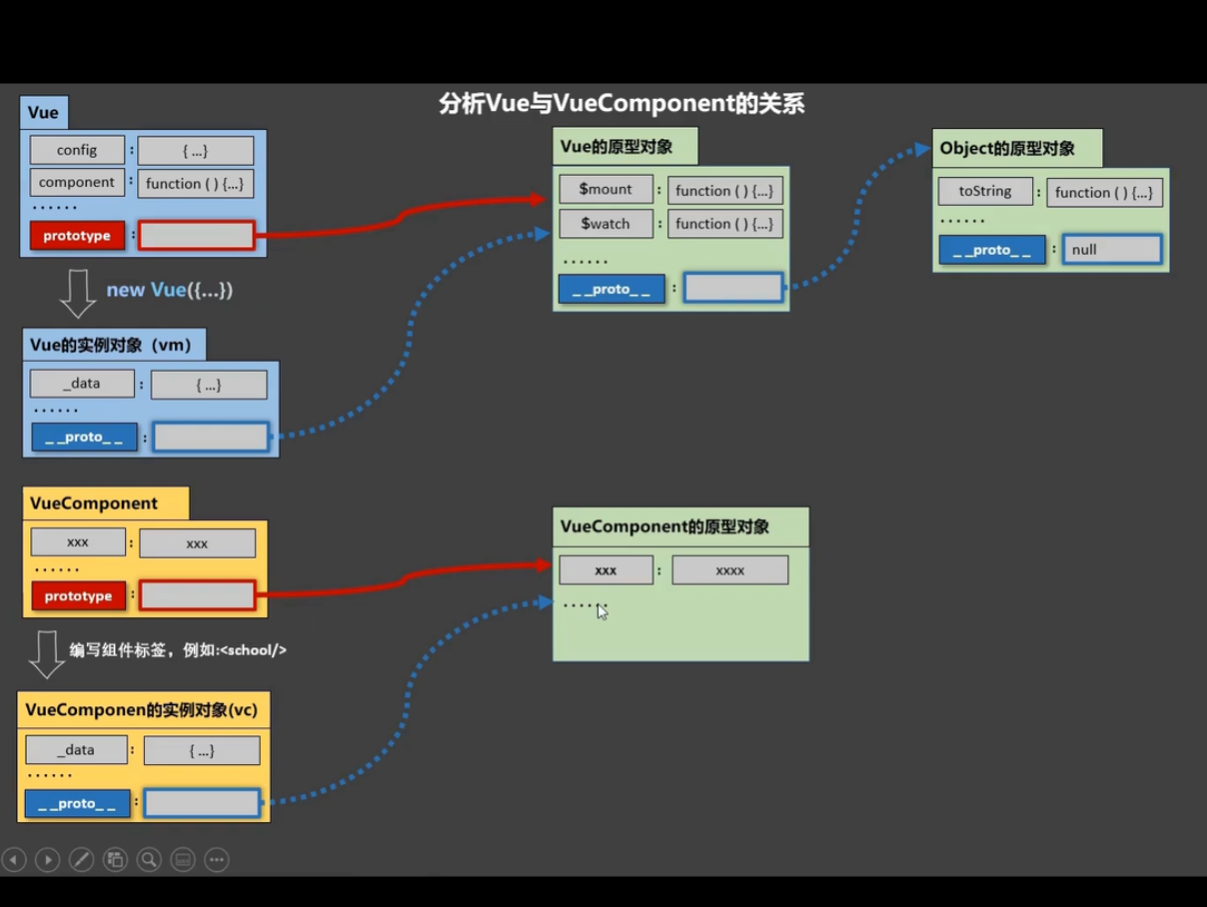 分析Vue与VueComponent的关系
Vue
config : { ...}
component : function ( ) {...}
······
prototype :
new Vue({...})
Vue的实例对象（vm）
_data : { ...}
······
_ _proto_ _ :
Vue的原型对象
$mount : function ( ) {...}
$watch : function ( ) {...}
······
_ _proto_ _ :
Object的原型对象
toString : function ( ) {...}
······
_ _proto_ _ : null
VueComponent
xxx : xxx
······
prototype :
编写组件标签，例如:<school/>
VueComponen的实例对象(vc)
_data : { ...}
······
_ _proto_ _ :
VueComponent的原型对象
xxx : xxxx
······